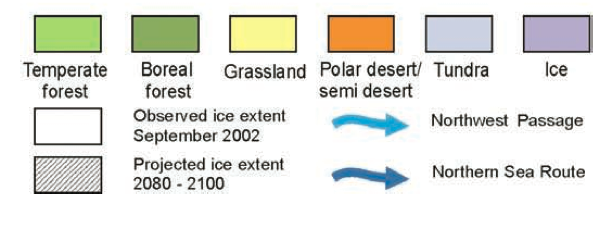 Temperate forest
Boreal forest
Grassland
Polar desert/ semi desert
Tundra
Ice
Observed ice extent
September 2002
Northwest Passage
Projected ice extent
2080 - 2100
Northern Sea Route